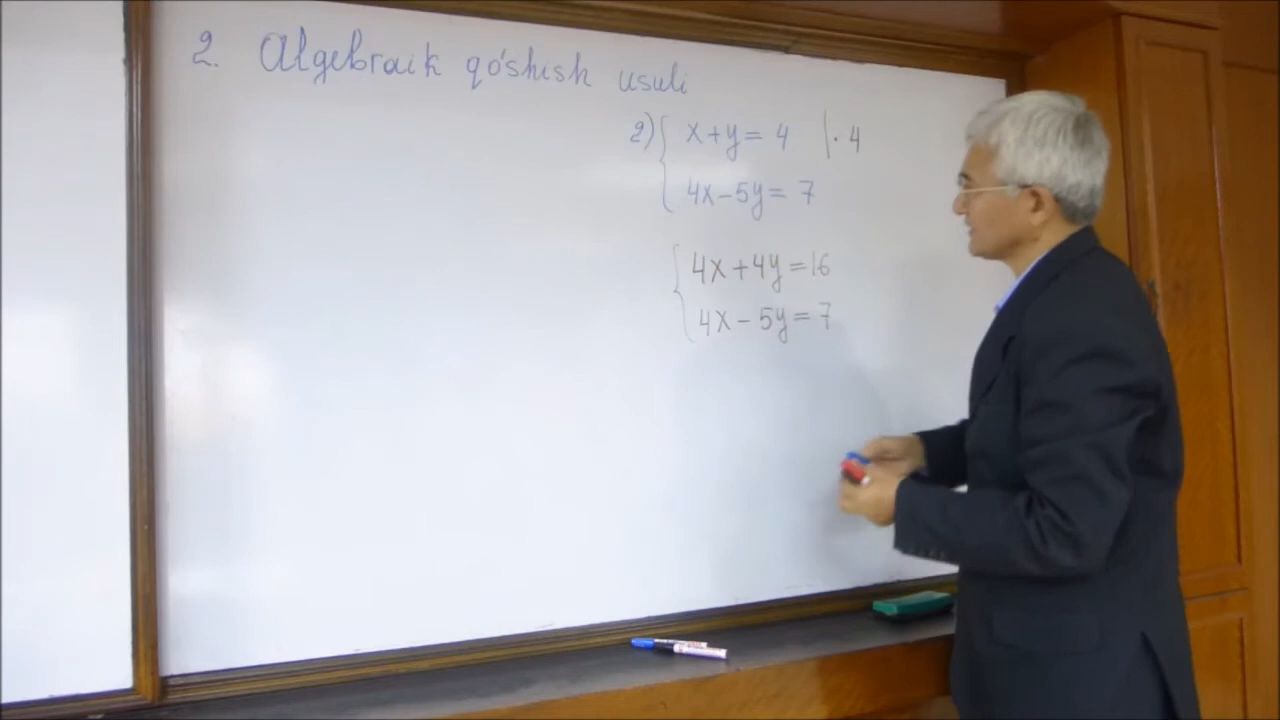 2. Algebraik qo'shish usuli
2) { x+y=4 | · 4
4x-5y=7
{ 4x+4y=16
4x-5y=7